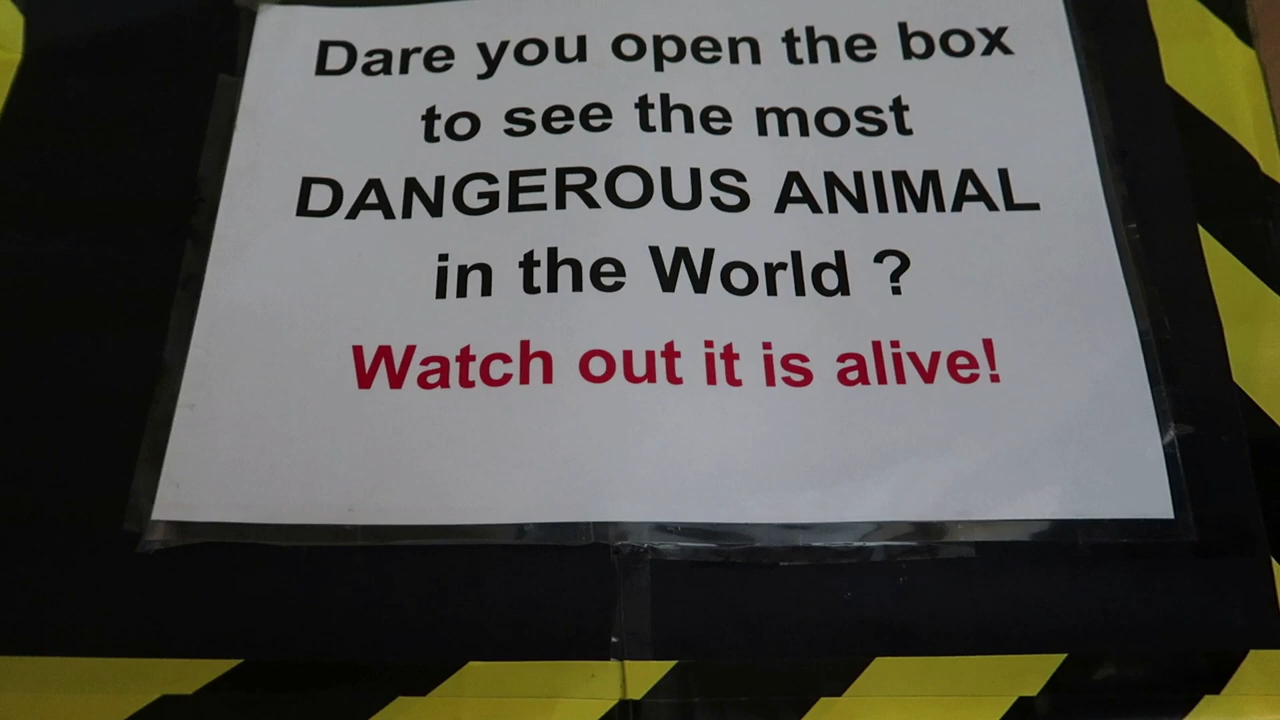 Dare you open the box
to see the most
DANGEROUS ANIMAL
in the World ?
Watch out it is alive!